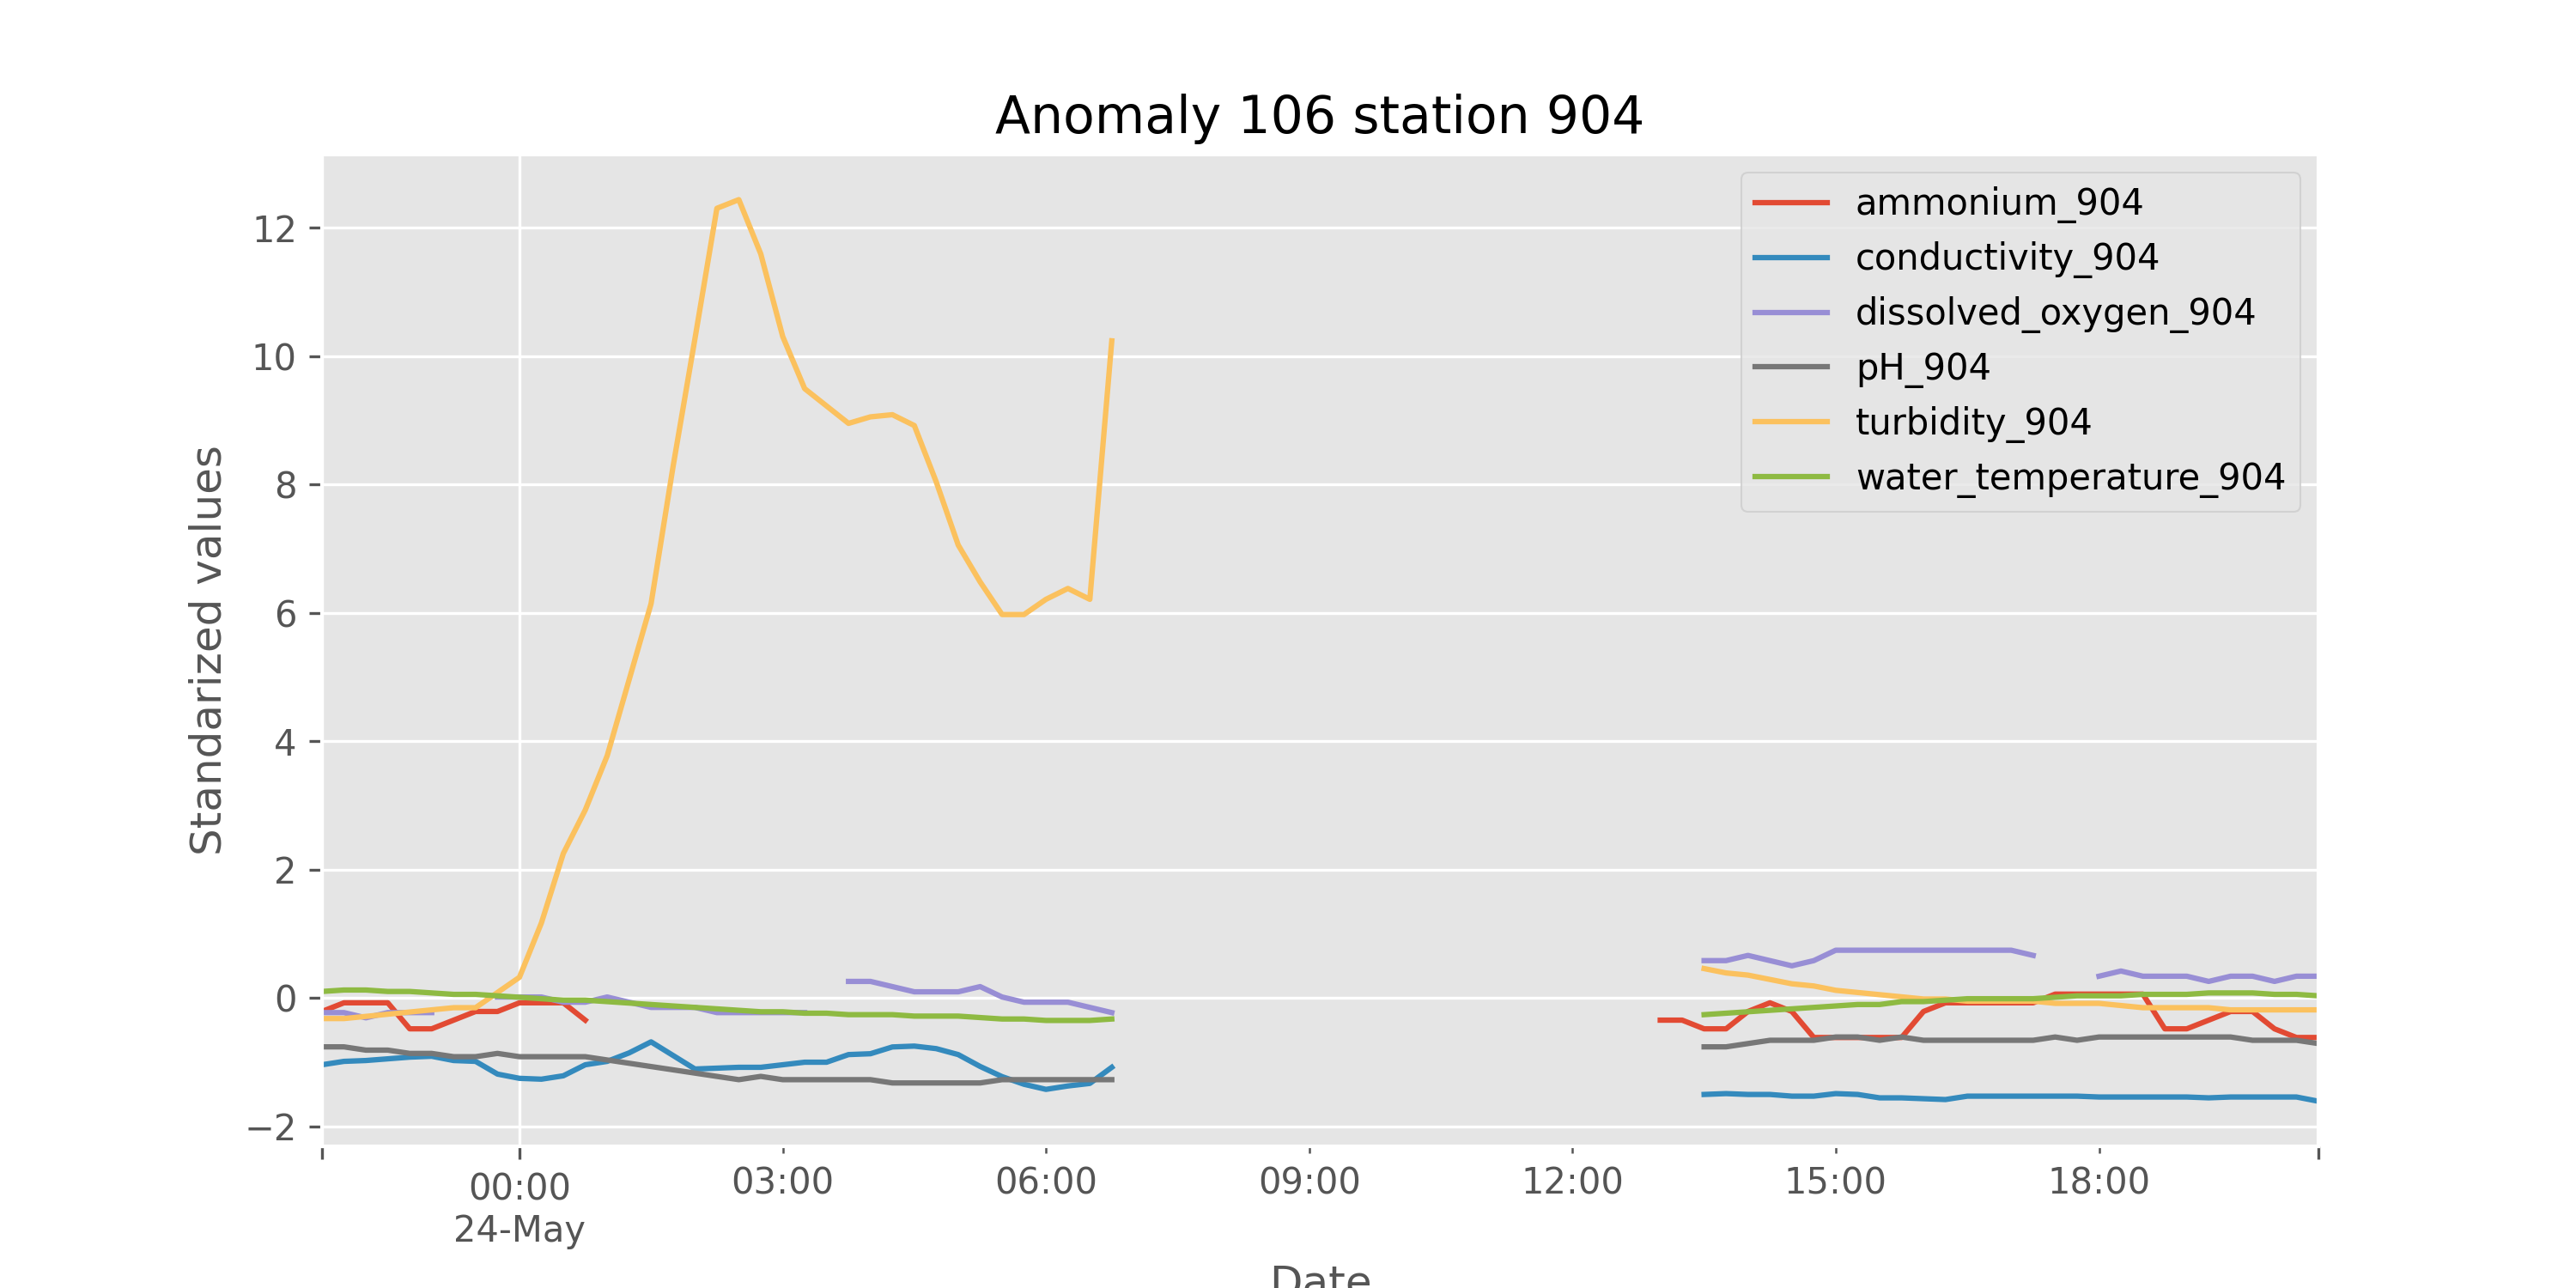 Anomaly 106 station 904
ammonium_904
conductivity_904
dissolved_oxygen_904
pH_904
turbidity_904
water_temperature_904
12
10
8
6
4
2
0
−2
Standarized values
00:00
24-May
03:00
06:00
09:00
12:00
15:00
18:00
Date